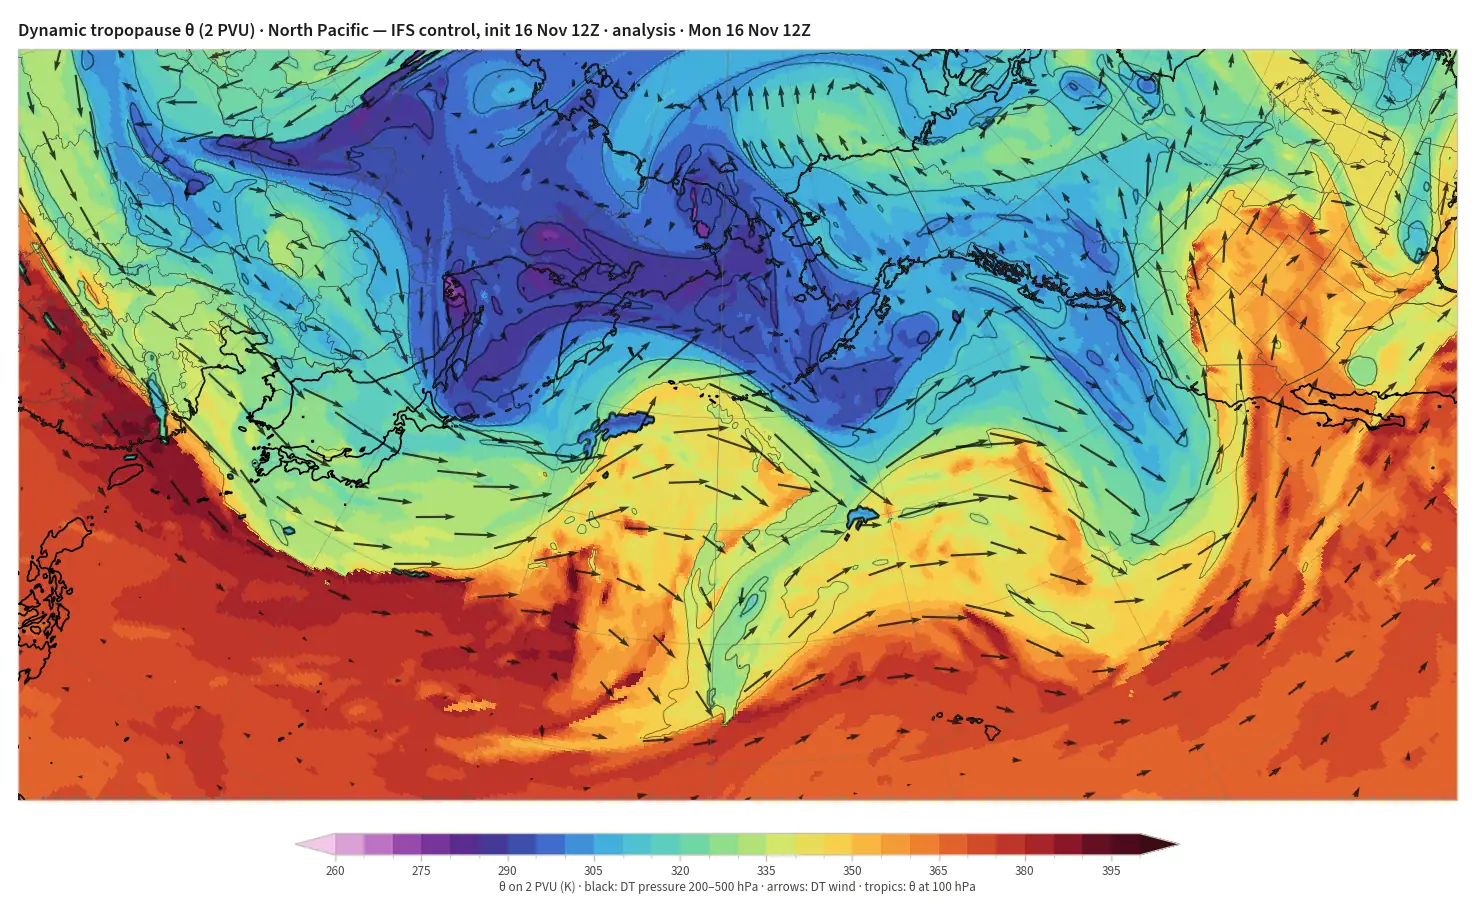 Dynamic tropopause θ (2 PVU) · North Pacific — IFS control, init 16 Nov 12Z · analysis · Mon 16 Nov 12Z
260 275 290 305 320 335 350 365 380 395
θ on 2 PVU (K) · black: DT pressure 200–500 hPa · arrows: DT wind · tropics: θ at 100 hPa